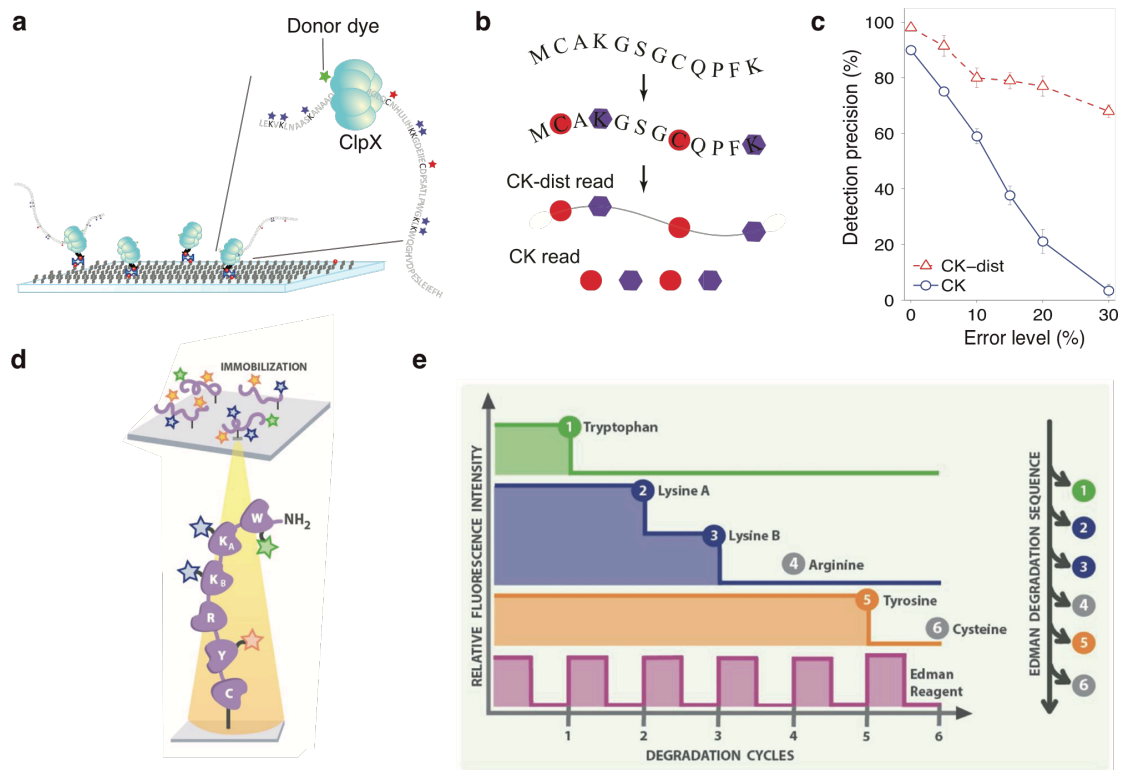 a
Donor dye
ClpX
b
MCAKGSGCQPFK
MCAKGSGCQPFK
CK-dist read
CK read
c
Detection precision (%)
100
80
60
40
20
0
CK–dist
CK
0 10 20 30
Error level (%)
d
IMMOBILIZATION
W NH2
KA
KB
R
Y
C
e
RELATIVE FLUORESCENCE INTENSITY
1 Tryptophan
2 Lysine A
3 Lysine B
4 Arginine
5 Tyrosine
6 Cysteine
Edman
Reagent
1 2 3 4 5 6
DEGRADATION CYCLES
EDMAN DEGRADATION SEQUENCE
1
2
3
4
5
6